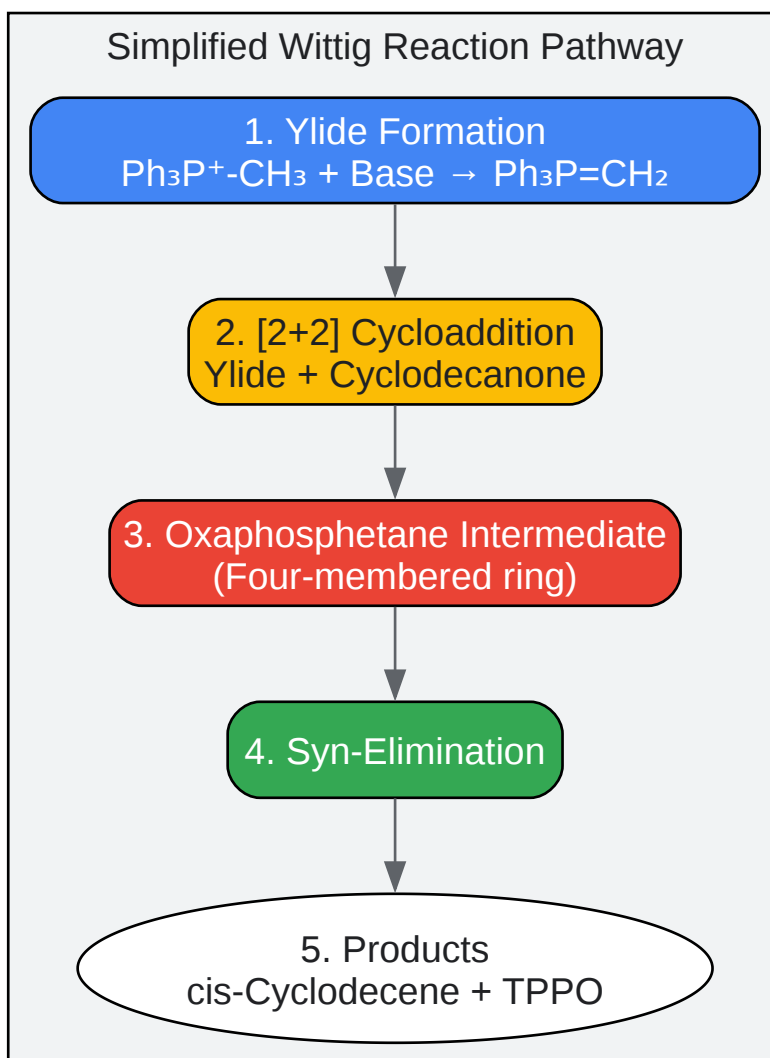 Simplified Wittig Reaction Pathway
1. Ylide Formation
Ph₃P⁺-CH₃ + Base → Ph₃P=CH₂
2. [2+2] Cycloaddition
Ylide + Cyclodecanone
3. Oxaphosphetane Intermediate
(Four-membered ring)
4. Syn-Elimination
5. Products
cis-Cyclodecene + TPPO